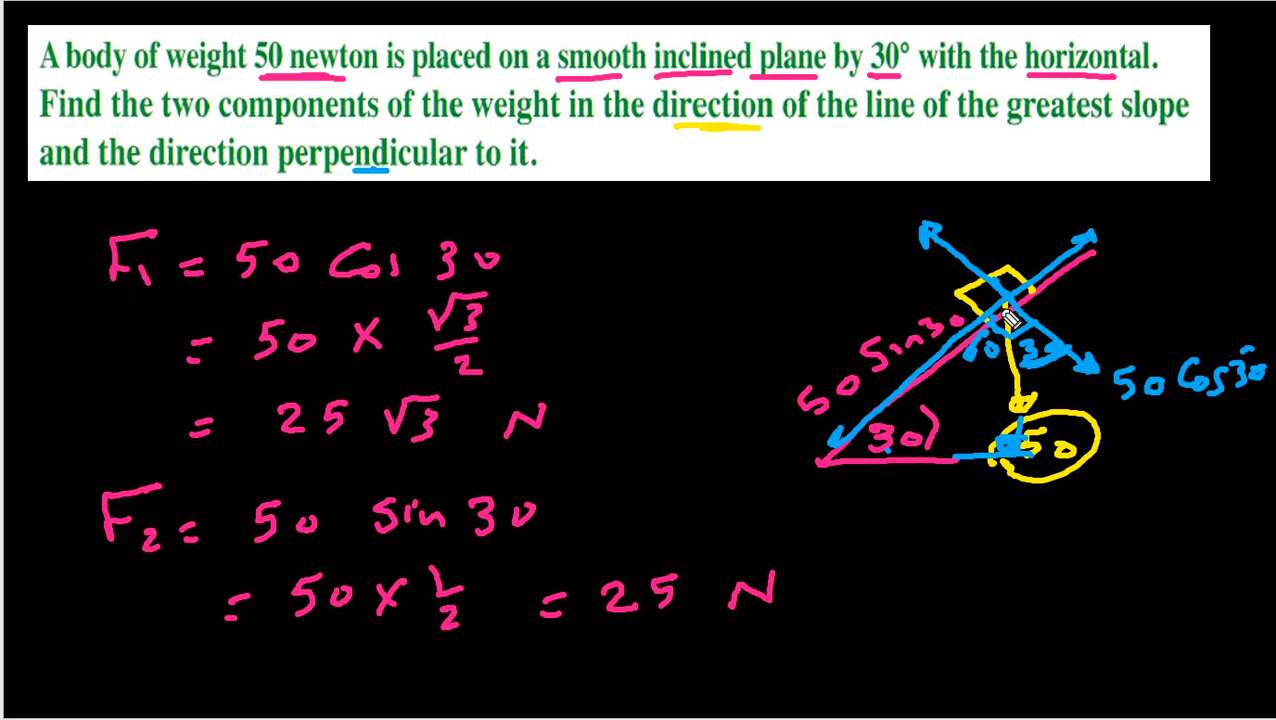 A body of weight 50 newton is placed on a smooth inclined plane by 30° with the horizontal.
Find the two components of the weight in the direction of the line of the greatest slope
and the direction perpendicular to it.
F₁ = 50 Cos 30
= 50 × √3/2
= 25 √3 N
F₂ = 50 Sin 30
= 50 × 1/2 = 25 N
50 Sin 30
60 30
50 Cos 30
30
50